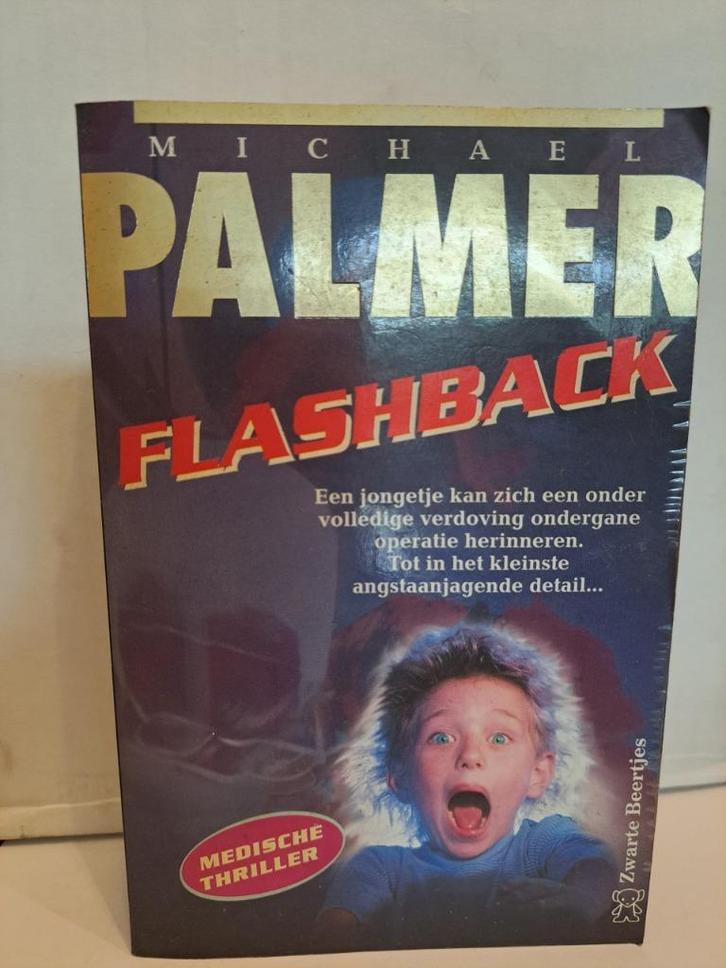 MICHAEL
PALMER
FLASHBACK
Een jongetje kan zich een onder
volledige verdoving ondergane
operatie herinneren.
Tot in het kleinste
angstaanjagende detail...
MEDISCHE
THRILLER
Zwarte Beertjes